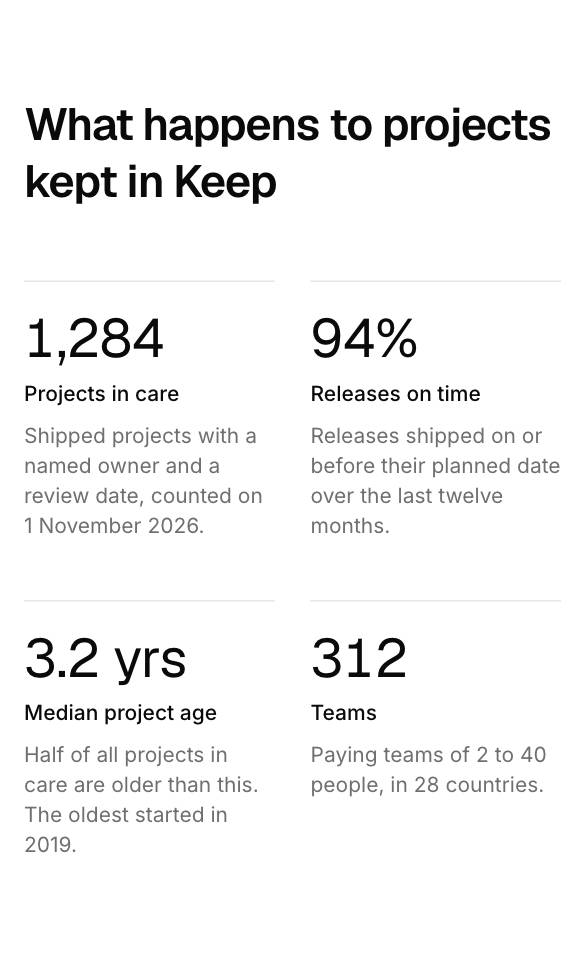 What happens to projects
kept in Keep
1,284
Projects in care
Shipped projects with a
named owner and a
review date, counted on
1 November 2026.
94%
Releases on time
Releases shipped on or
before their planned date
over the last twelve
months.
3.2 yrs
Median project age
Half of all projects in
care are older than this.
The oldest started in
2019.
312
Teams
Paying teams of 2 to 40
people, in 28 countries.